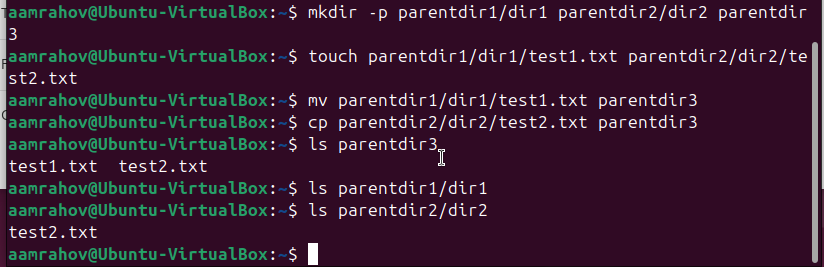 aamrahov@Ubuntu-VirtualBox:~$ mkdir -p parentdir1/dir1 parentdir2/dir2 parentdir
3
aamrahov@Ubuntu-VirtualBox:~$ touch parentdir1/dir1/test1.txt parentdir2/dir2/te
st2.txt
aamrahov@Ubuntu-VirtualBox:~$ mv parentdir1/dir1/test1.txt parentdir3
aamrahov@Ubuntu-VirtualBox:~$ cp parentdir2/dir2/test2.txt parentdir3
aamrahov@Ubuntu-VirtualBox:~$ ls parentdir3
test1.txt  test2.txt
aamrahov@Ubuntu-VirtualBox:~$ ls parentdir1/dir1
aamrahov@Ubuntu-VirtualBox:~$ ls parentdir2/dir2
test2.txt
aamrahov@Ubuntu-VirtualBox:~$